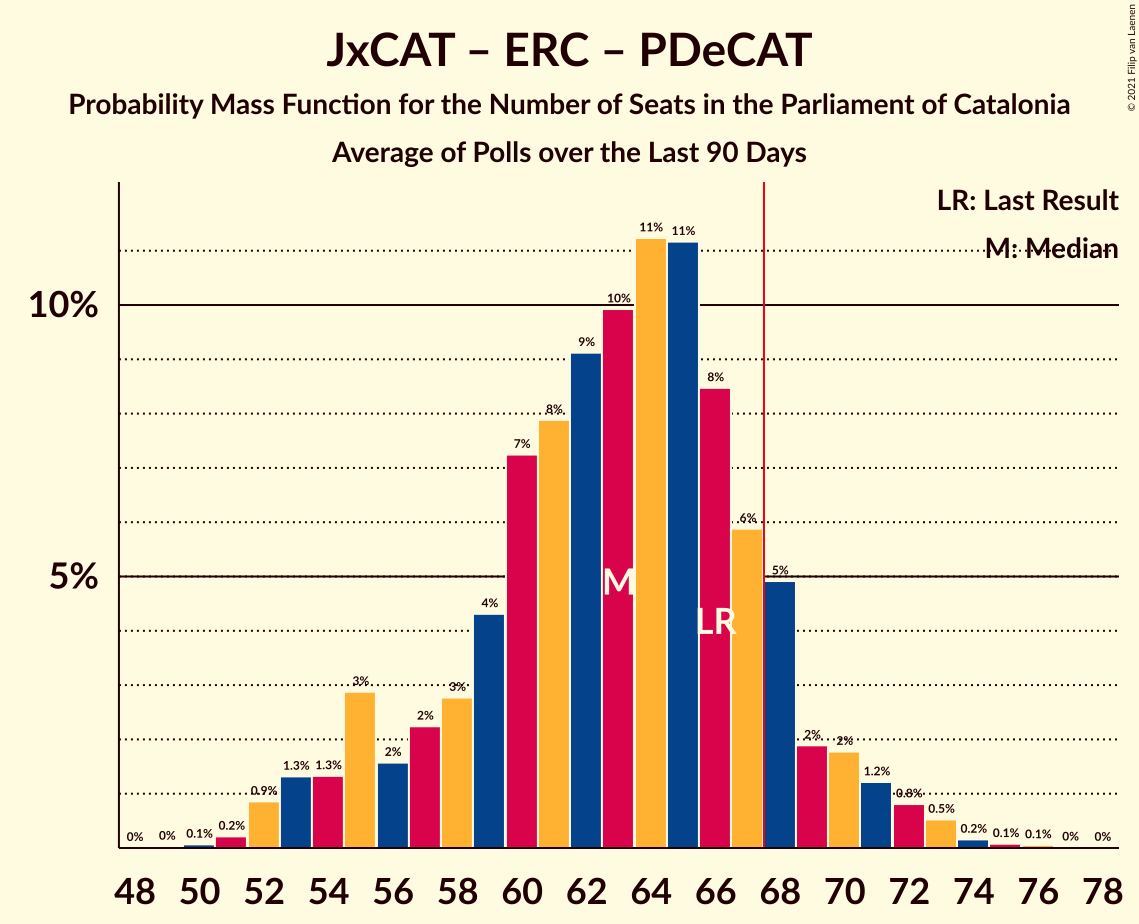 © 2021 Filip van Laenen
JxCAT – ERC – PDeCAT
Probability Mass Function for the Number of Seats in the Parliament of Catalonia
Average of Polls over the Last 90 Days
LR: Last Result
M: Median
10%
5%
0% 0% 0.1% 0.2% 0.9% 1.3% 1.3% 3% 2% 2% 3% 4% 7% 8% 9% 10% 11% 11% 8% 6% 5% 2% 2% 1.2% 0.8% 0.5% 0.2% 0.1% 0.1% 0% 0%
M
LR
48 50 52 54 56 58 60 62 64 66 68 70 72 74 76 78